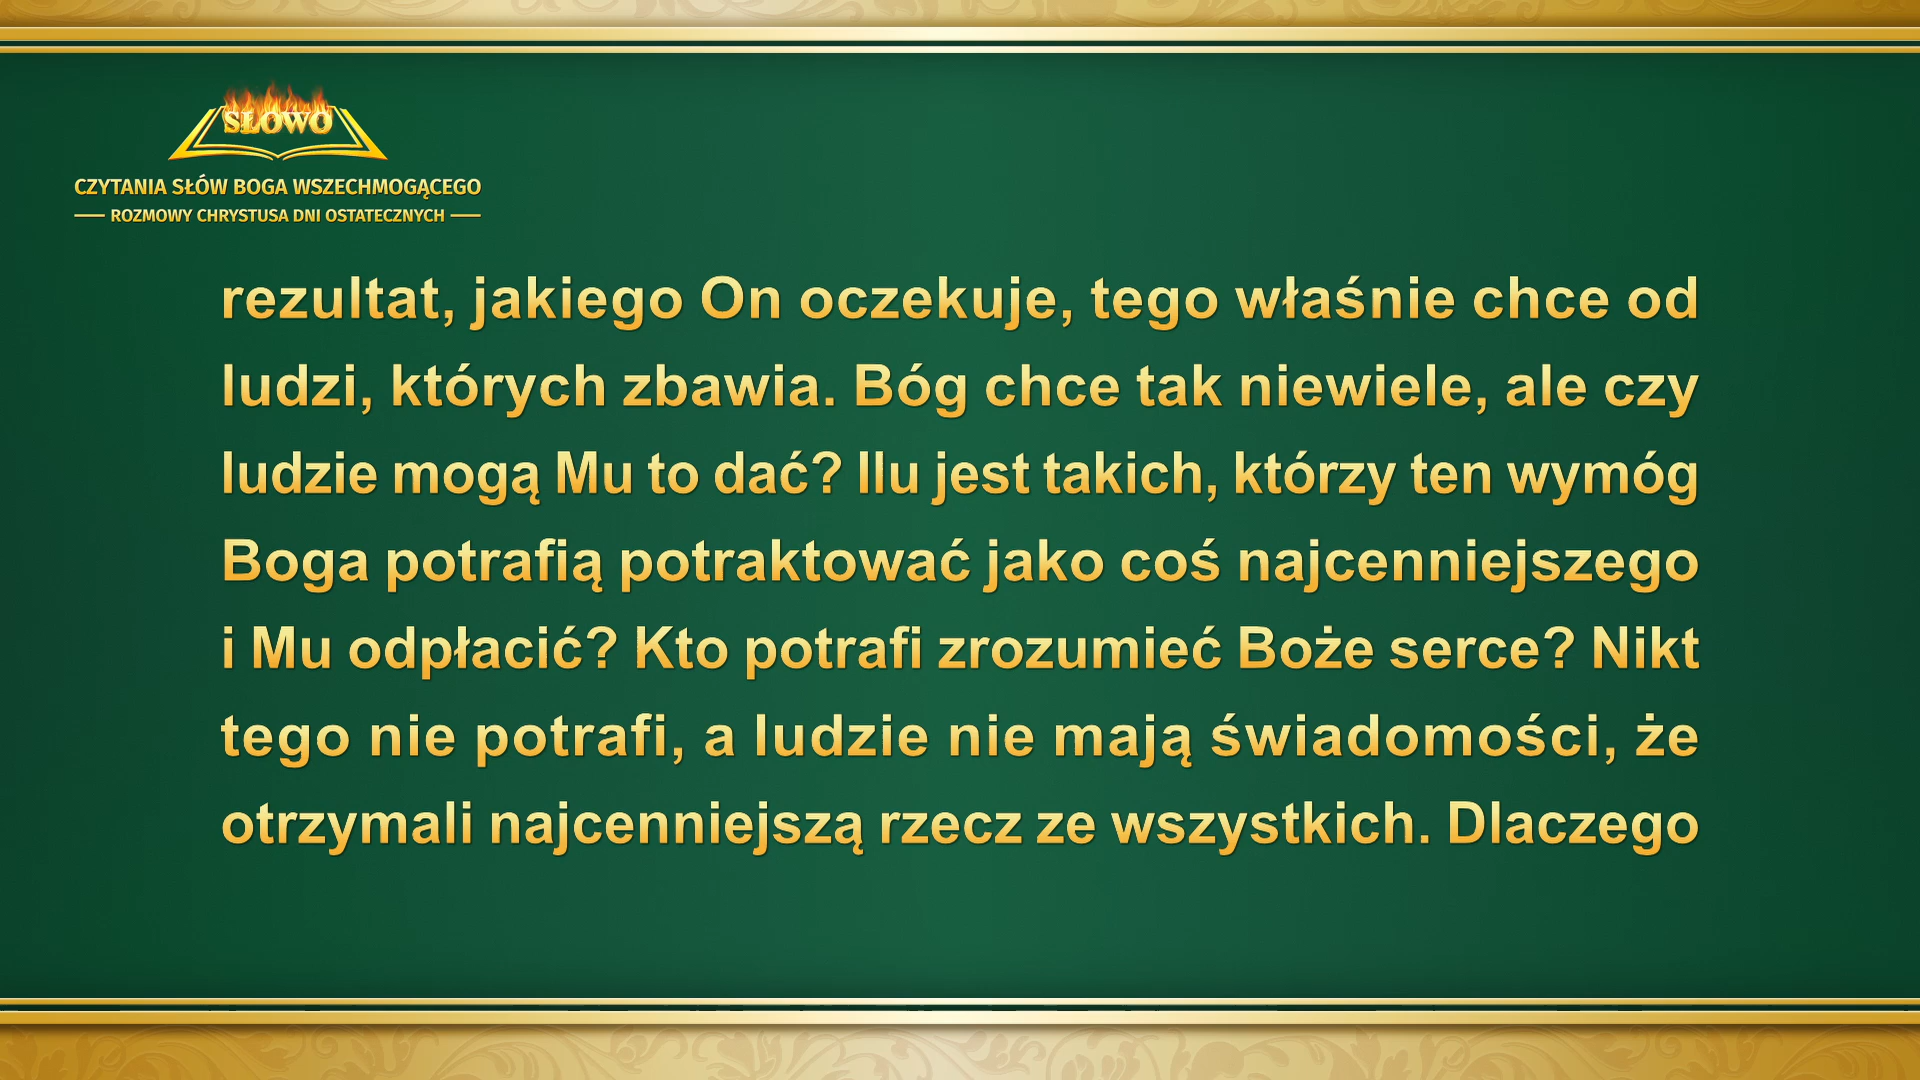 SŁOWO
CZYTANIA SŁÓW BOGA WSZECHMOGĄCEGO
ROZMOWY CHRYSTUSA DNI OSTATECZNYCH
rezultat, jakiego On oczekuje, tego właśnie chce od
ludzi, których zbawia. Bóg chce tak niewiele, ale czy
ludzie mogą Mu to dać? Ilu jest takich, którzy ten wymóg
Boga potrafią potraktować jako coś najcenniejszego
i Mu odpłacić? Kto potrafi zrozumieć Boże serce? Nikt
tego nie potrafi, a ludzie nie mają świadomości, że
otrzymali najcenniejszą rzecz ze wszystkich. Dlaczego